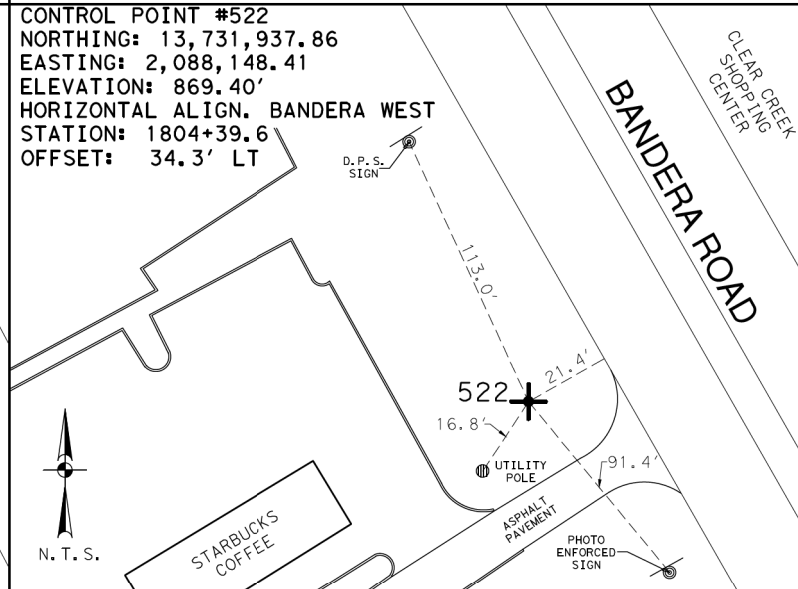 CONTROL POINT #522
NORTHING: 13,731,937.86
EASTING: 2,088,148.41
ELEVATION: 869.40'
HORIZONTAL ALIGN. BANDERA WEST
STATION: 1804+39.6
OFFSET: 34.3' LT
D.P.S.
SIGN
CLEAR CREEK
SHOPPING
CENTER
BANDERA ROAD
113.0'
21.4'
522
16.8'
UTILITY
POLE
91.4'
ASPHALT
PAVEMENT
PHOTO
ENFORCED
SIGN
STARBUCKS
COFFEE
N.T.S.